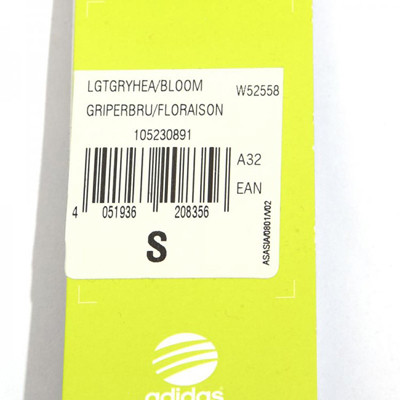 LGTGRYHEA/BLOOM W52558
GRIPERBRU/FLORAISON
105230891
A32
EAN
4 051936 208356
S
ASASIA/0801/V02
adidas